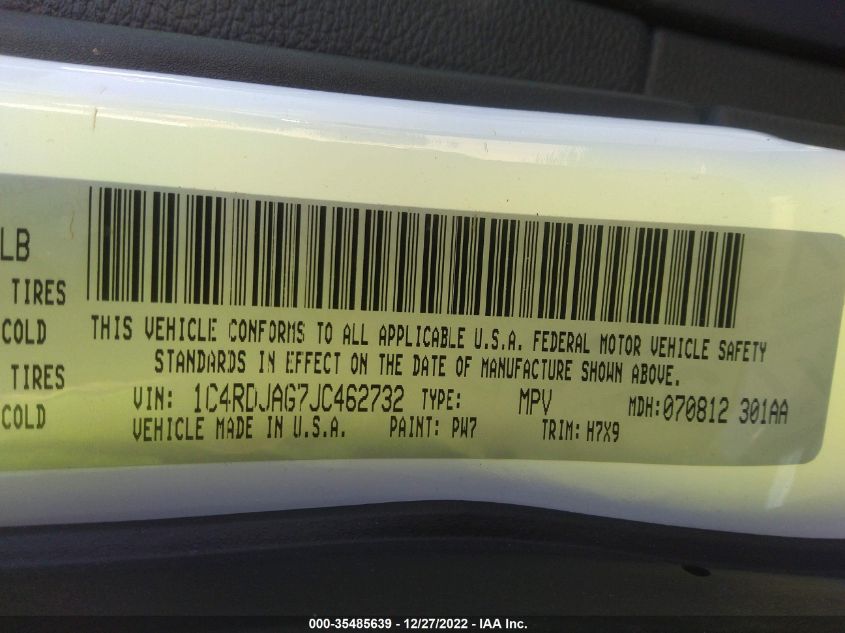 LB
TIRES
COLD
TIRES
COLD
THIS VEHICLE CONFORMS TO ALL APPLICABLE U.S.A. FEDERAL MOTOR VEHICLE SAFETY
STANDARDS IN EFFECT ON THE DATE OF MANUFACTURE SHOWN ABOVE.
VIN: 1C4RDJAG7JC462732 TYPE: MPV MDH:070812 301AA
VEHICLE MADE IN U.S.A. PAINT: PW7 TRIM: H7X9
000-35485639 - 12/27/2022 - IAA Inc.